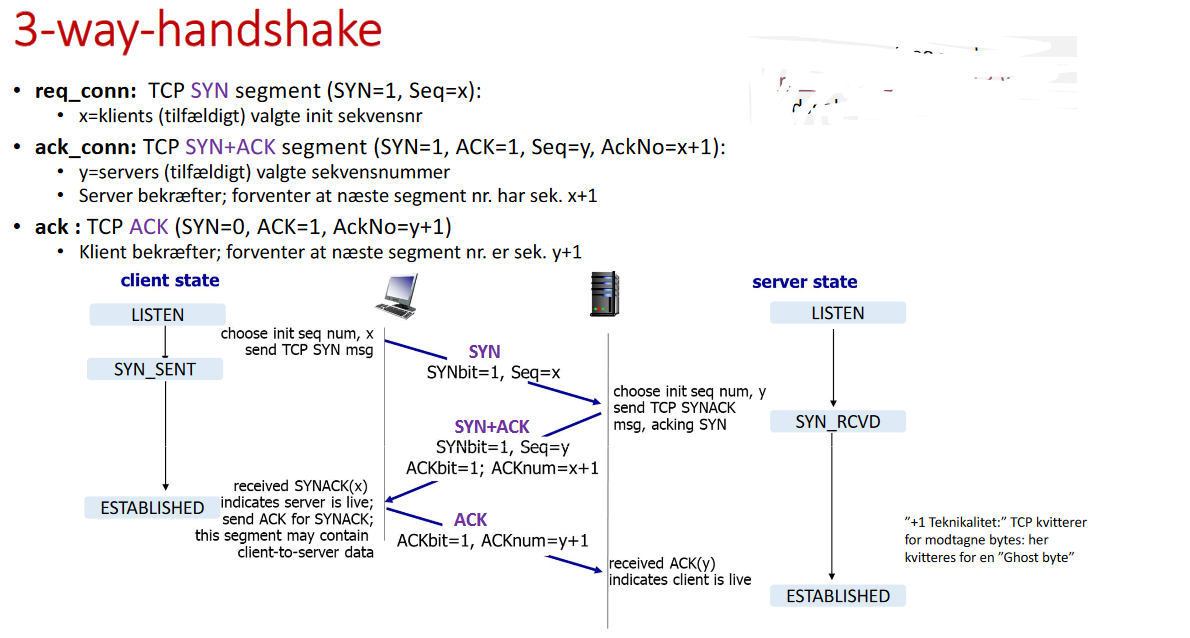 3-way-handshake
• req_conn: TCP SYN segment (SYN=1, Seq=x):
• x=klients (tilfældigt) valgte init sekvensnr
• ack_conn: TCP SYN+ACK segment (SYN=1, ACK=1, Seq=y, AckNo=x+1):
• y=servers (tilfældigt) valgte sekvensnummer
• Server bekræfter; forventer at næste segment nr. har sek. x+1
• ack : TCP ACK (SYN=0, ACK=1, AckNo=y+1)
• Klient bekræfter; forventer at næste segment nr. er sek. y+1
client state
server state
LISTEN
LISTEN
choose init seq num, x
send TCP SYN msg
SYN_SENT
SYN
SYNbit=1, Seq=x
choose init seq num, y
send TCP SYNACK
msg, acking SYN
SYN_RCVD
SYN+ACK
SYNbit=1, Seq=y
ACKbit=1; ACKnum=x+1
received SYNACK(x)
indicates server is live;
send ACK for SYNACK;
this segment may contain
client-to-server data
ESTABLISHED
ACK
ACKbit=1, ACKnum=y+1
received ACK(y)
indicates client is live
"+1 Teknikalitet:" TCP kvitterer
for modtagne bytes: her
kvitteres for en "Ghost byte"
ESTABLISHED